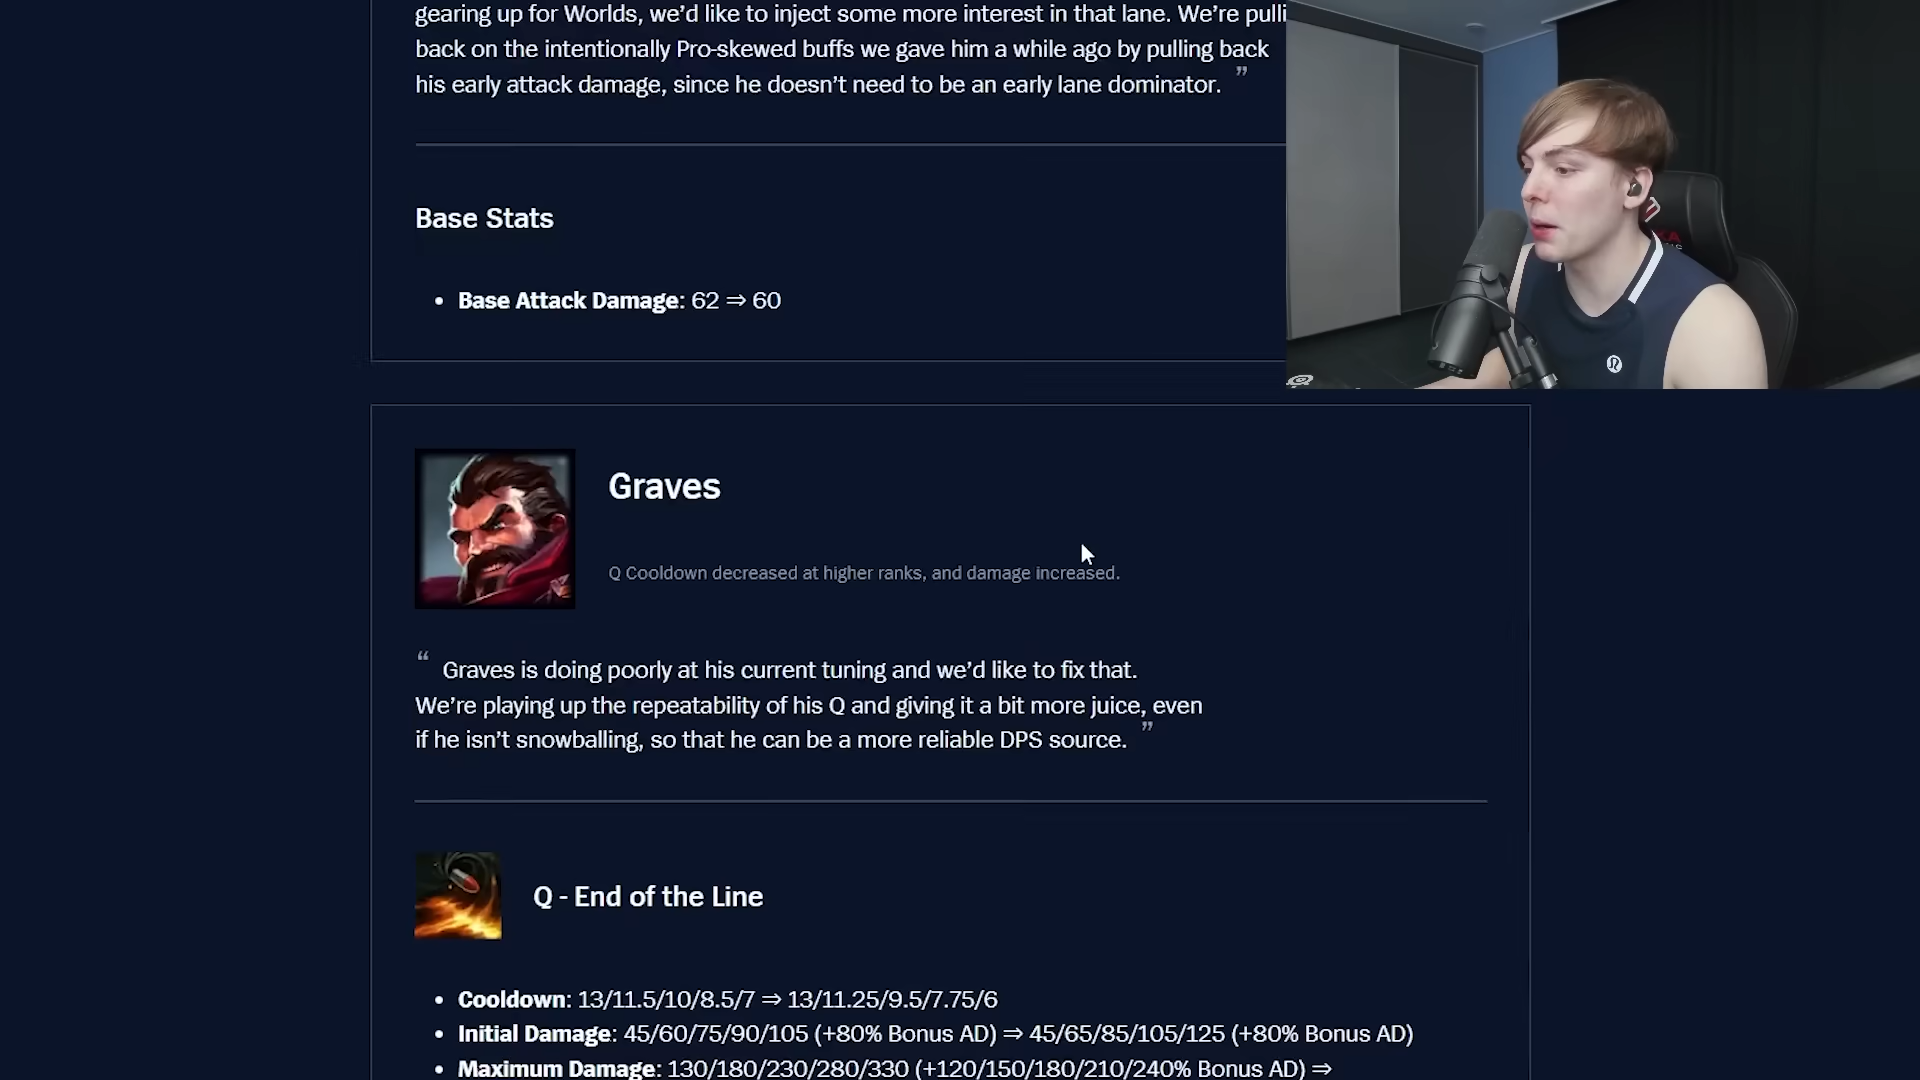 gearing up for Worlds, we’d like to inject some more interest in that lane. We’re pulli
back on the intentionally Pro-skewed buffs we gave him a while ago by pulling back
his early attack damage, since he doesn’t need to be an early lane dominator. ”
Base Stats
• Base Attack Damage: 62 ⇒ 60
Graves
Q Cooldown decreased at higher ranks, and damage increased.
“ Graves is doing poorly at his current tuning and we’d like to fix that.
We’re playing up the repeatability of his Q and giving it a bit more juice, even
if he isn’t snowballing, so that he can be a more reliable DPS source. ”
Q - End of the Line
• Cooldown: 13/11.5/10/8.5/7 ⇒ 13/11.25/9.5/7.75/6
• Initial Damage: 45/60/75/90/105 (+80% Bonus AD) ⇒ 45/65/85/105/125 (+80% Bonus AD)
• Maximum Damage: 130/180/230/280/330 (+120/150/180/210/240% Bonus AD) ⇒